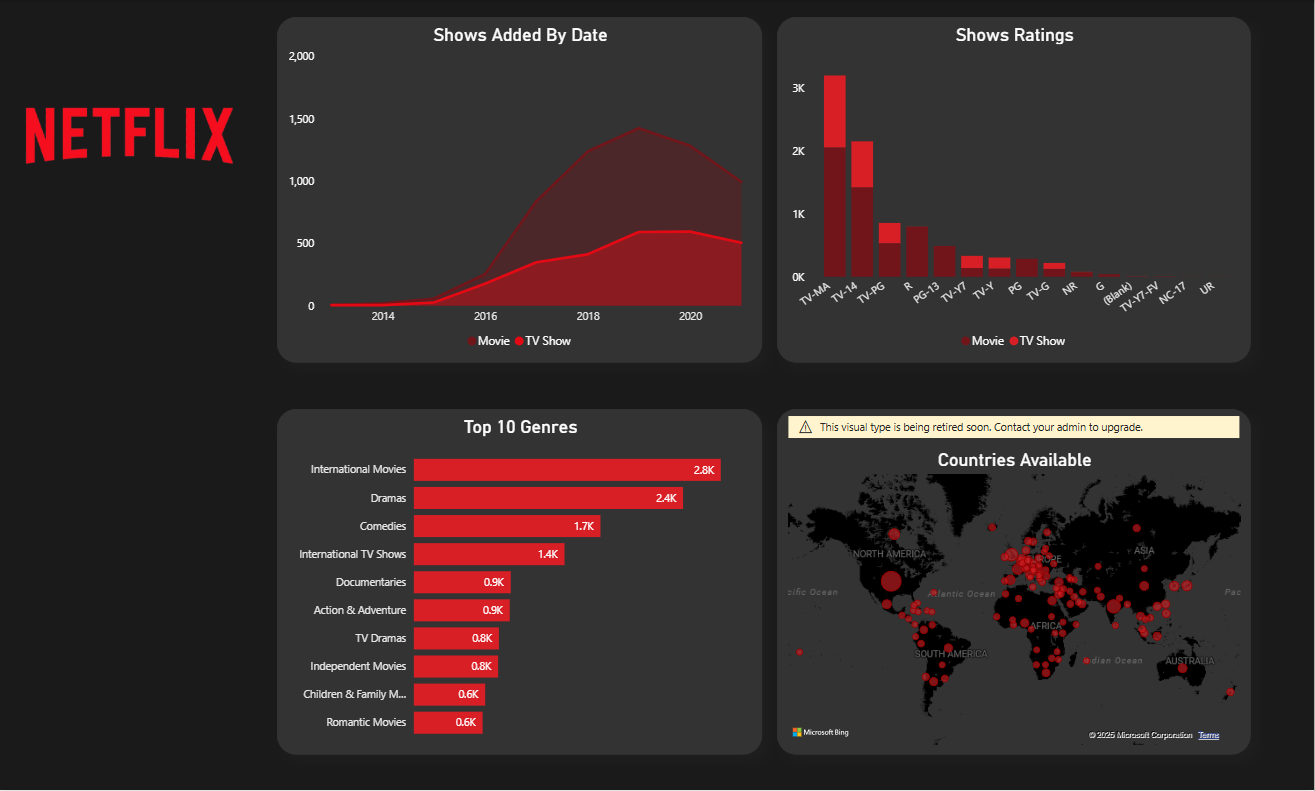 NETFLIX
Shows Added By Date
2,000
1,500
1,000
500
0
2014
2016
2018
2020
Movie
TV Show
Shows Ratings
3K
2K
1K
0K
TV-MA
TV-14
TV-PG
R
PG-13
TV-Y7
TV-Y
PG
TV-G
NR
G
(Blank)
TV-Y7-FV
NC-17
UR
Movie
TV Show
Top 10 Genres
International Movies 2.8K
Dramas 2.4K
Comedies 1.7K
International TV Shows 1.4K
Documentaries 0.9K
Action & Adventure 0.9K
TV Dramas 0.8K
Independent Movies 0.8K
Children & Family M... 0.6K
Romantic Movies 0.6K
This visual type is being retired soon. Contact your admin to upgrade.
Countries Available
NORTH AMERICA
EUROPE
ASIA
cific Ocean
Atlantic Ocean
Pac
AFRICA
SOUTH AMERICA
Indian Ocean
AUSTRALIA
Microsoft Bing
© 2025 Microsoft Corporation Terms